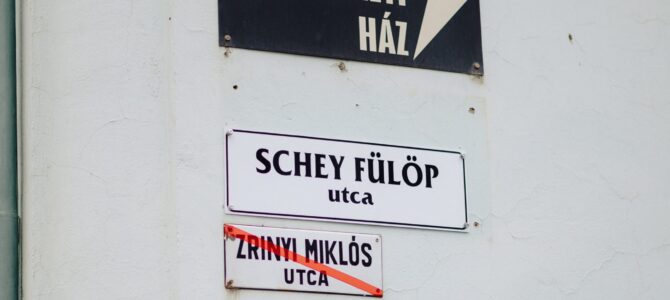 HÁZ
SCHEY FÜLÖP
utca
ZRINYI MIKLÓS
UTCA